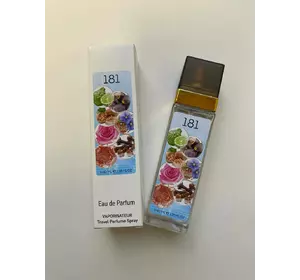 181
Eau de Parfum
VAPORISATEUR
Travel Perfume Spray
181